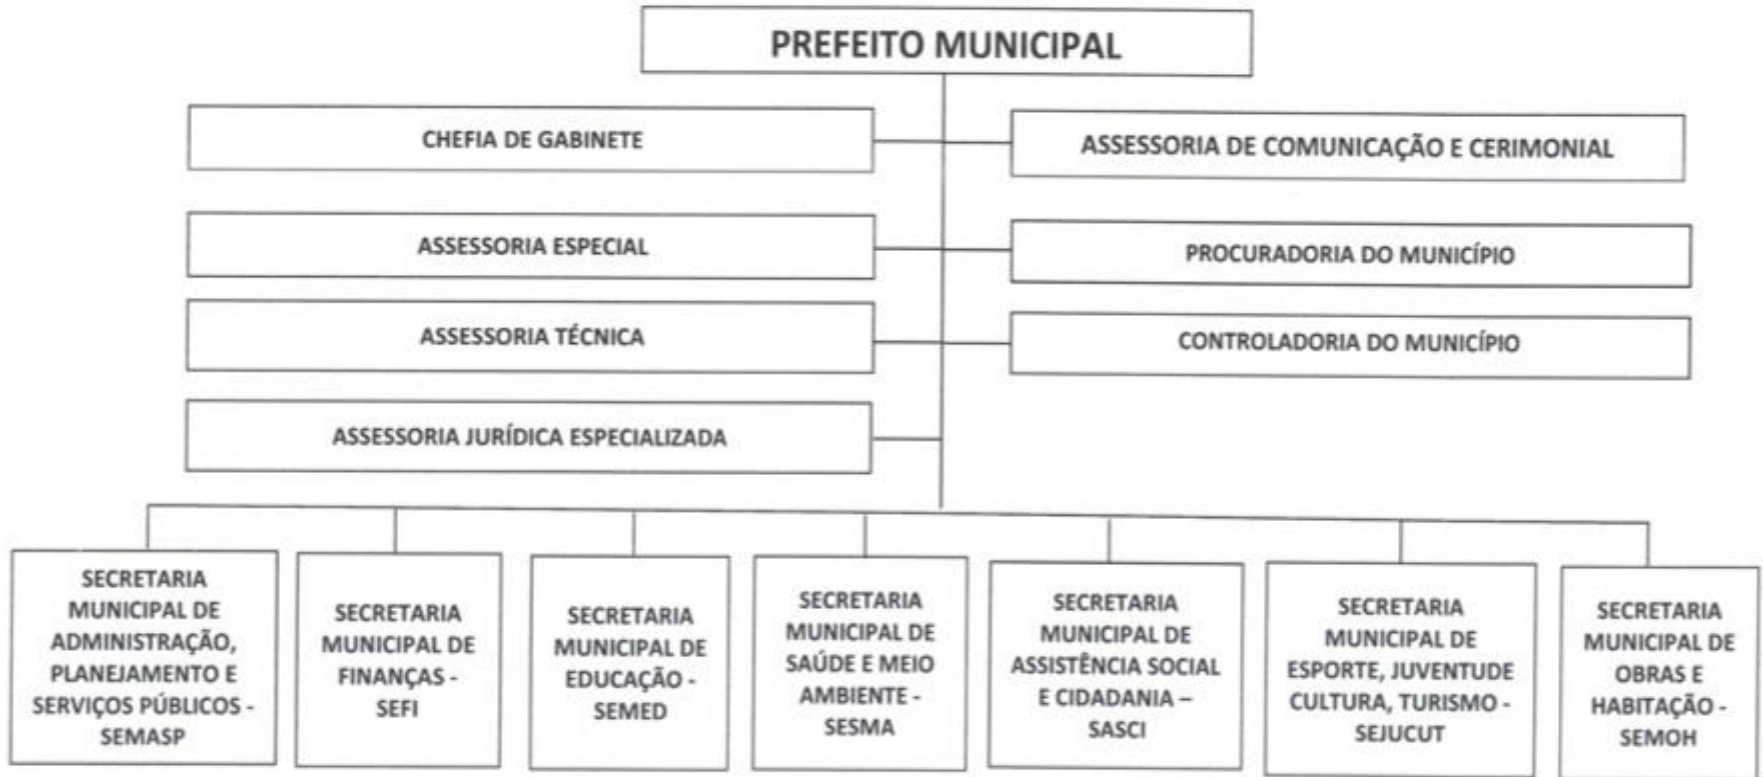 PREFEITO MUNICIPAL
CHEFIA DE GABINETE
ASSESSORIA DE COMUNICAÇÃO E CERIMONIAL
ASSESSORIA ESPECIAL
PROCURADORIA DO MUNICÍPIO
ASSESSORIA TÉCNICA
CONTROLADORIA DO MUNICÍPIO
ASSESSORIA JURÍDICA ESPECIALIZADA
SECRETARIA
MUNICIPAL DE
ADMINISTRAÇÃO,
PLANEJAMENTO E
SERVIÇOS PÚBLICOS -
SEMASP
SECRETARIA
MUNICIPAL DE
FINANÇAS -
SEFI
SECRETARIA
MUNICIPAL DE
EDUCAÇÃO -
SEMED
SECRETARIA
MUNICIPAL DE
SAÚDE E MEIO
AMBIENTE -
SESMA
SECRETARIA
MUNICIPAL DE
ASSISTÊNCIA SOCIAL
E CIDADANIA –
SASCI
SECRETARIA
MUNICIPAL DE
ESPORTE, JUVENTUDE
CULTURA, TURISMO -
SEJUCUT
SECRETARIA
MUNICIPAL DE
OBRAS E
HABITAÇÃO -
SEMOH